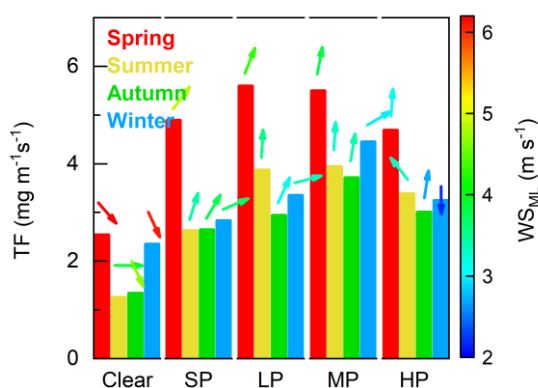 Spring
Summer
Autumn
Winter
TF (mg m⁻¹s⁻¹)
6
4
2
0
Clear SP LP MP HP
6
5
4
3
2
WS_ML (m s⁻¹)